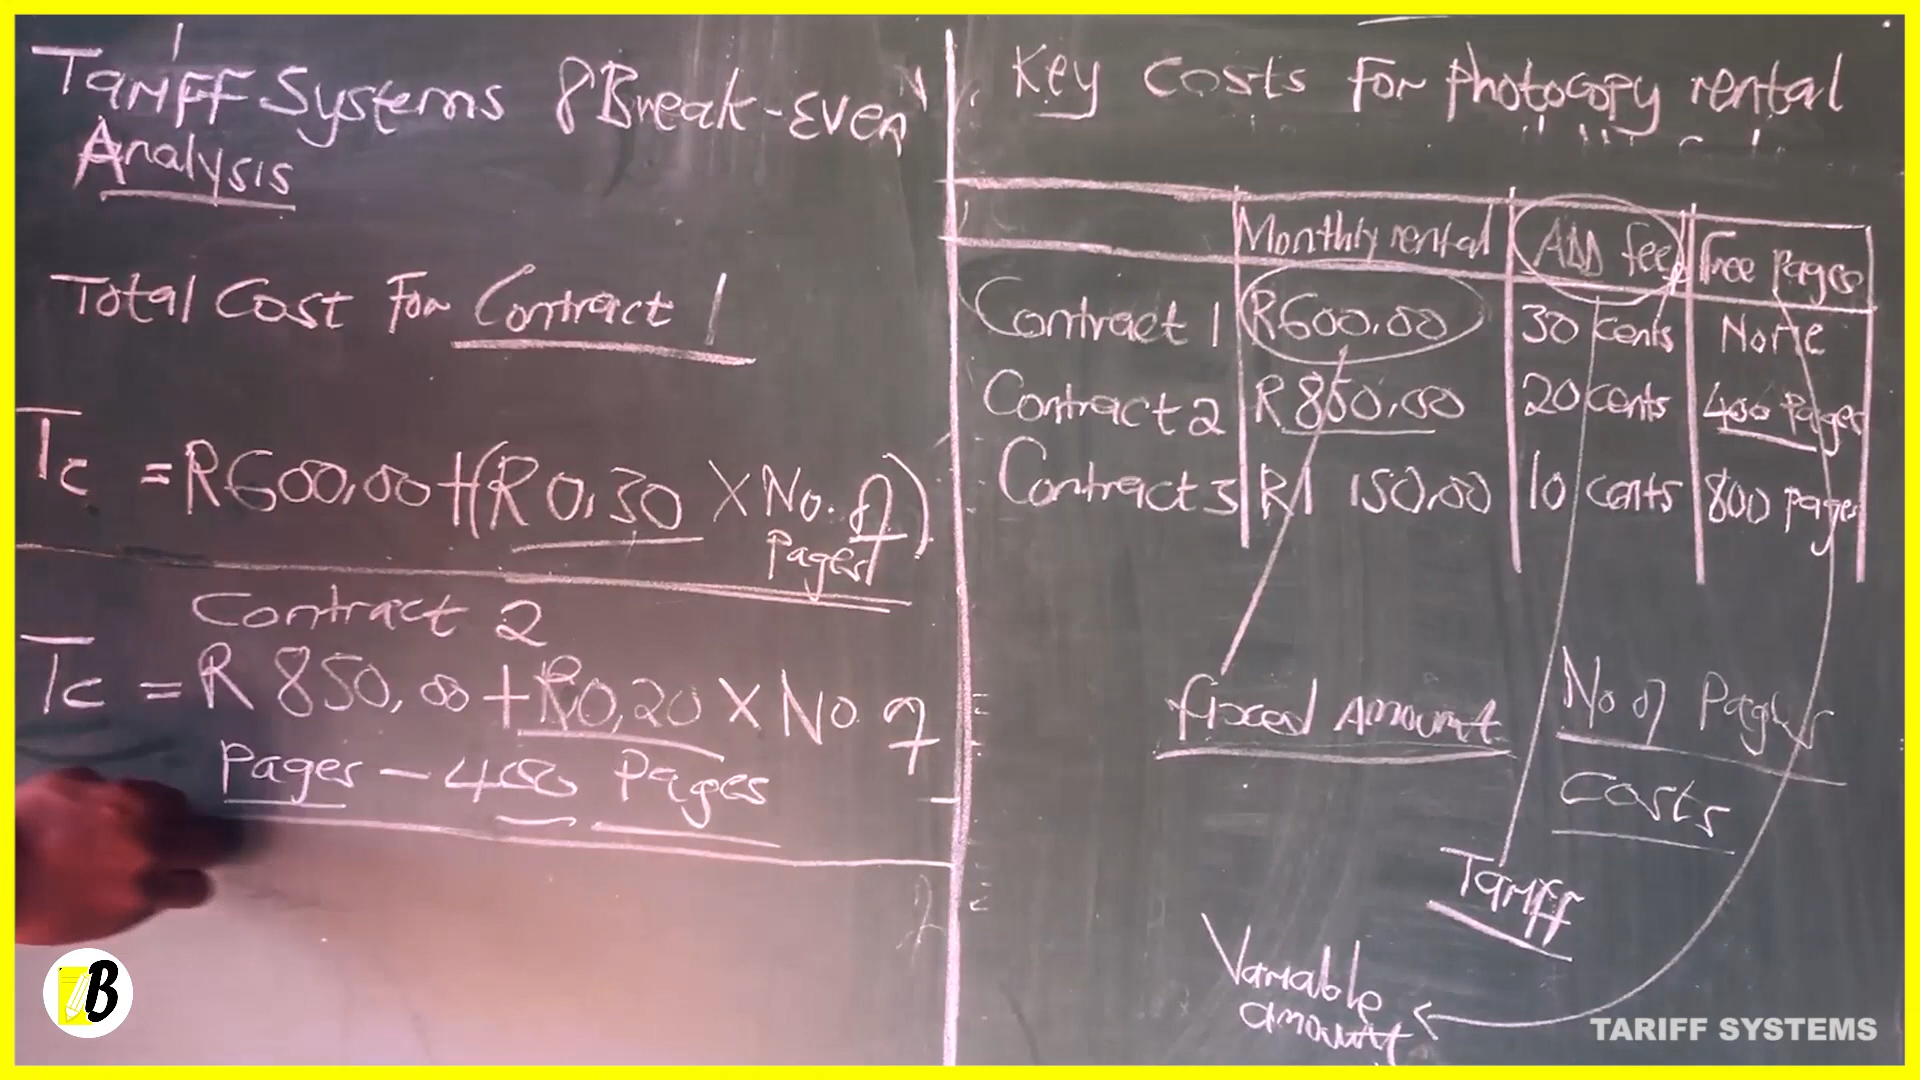 Tariff Systems & Break-Even
Analysis
Total Cost For Contract 1
Tc = R600,00 + (R0,30 X No. of
Pages)
Contract 2
Tc = R850,00 + R0,20 X No of
Pages - 400 Pages
Key Costs For Photocopy rental
Monthly rental ADD fee Free pages
Contract 1 R600,00 30 cents None
Contract 2 R850,00 20 cents 400 Pages
Contract 3 R1 150,00 10 cents 800 pages
fixed Amount
No of Pages
Costs
Tariff
Variable
amount
B
TARIFF SYSTEMS